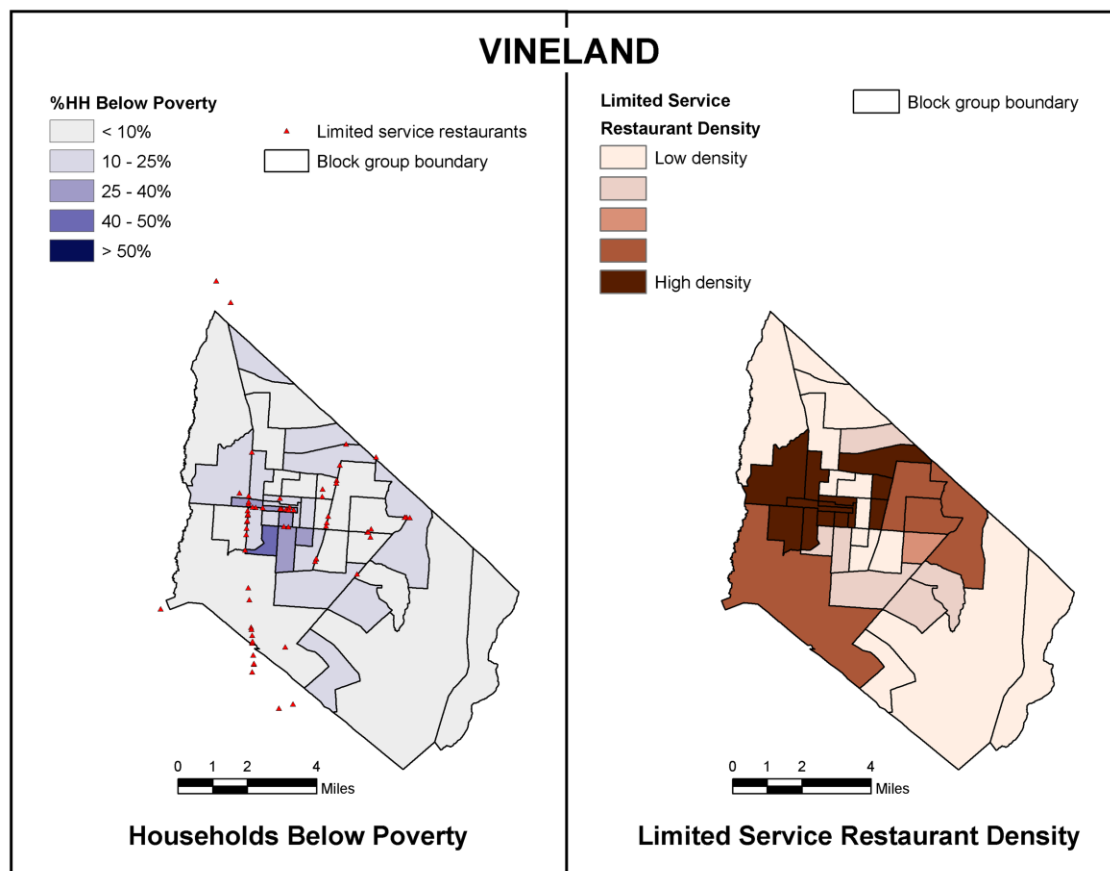 VINELAND
%HH Below Poverty
< 10%
10 - 25%
25 - 40%
40 - 50%
> 50%
Limited service restaurants
Block group boundary
0 1 2 4
Miles
Households Below Poverty
Limited Service
Restaurant Density
Low density
High density
Block group boundary
0 1 2 4
Miles
Limited Service Restaurant Density